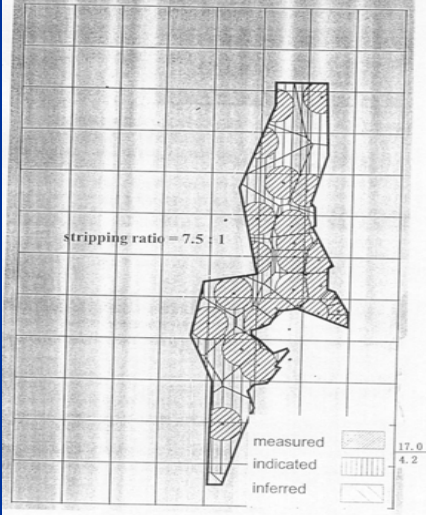 stripping ratio = 7.5 : 1
measured
indicated
inferred
17.0
4.2